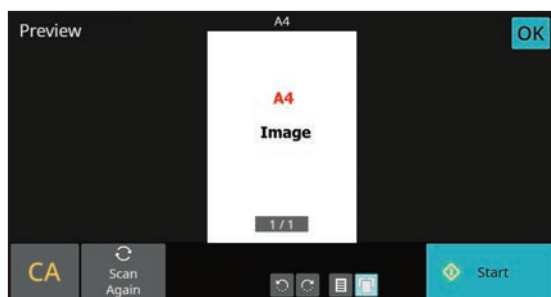 Preview
A4
OK
A4
Image
1 / 1
CA
Scan
Again
Start